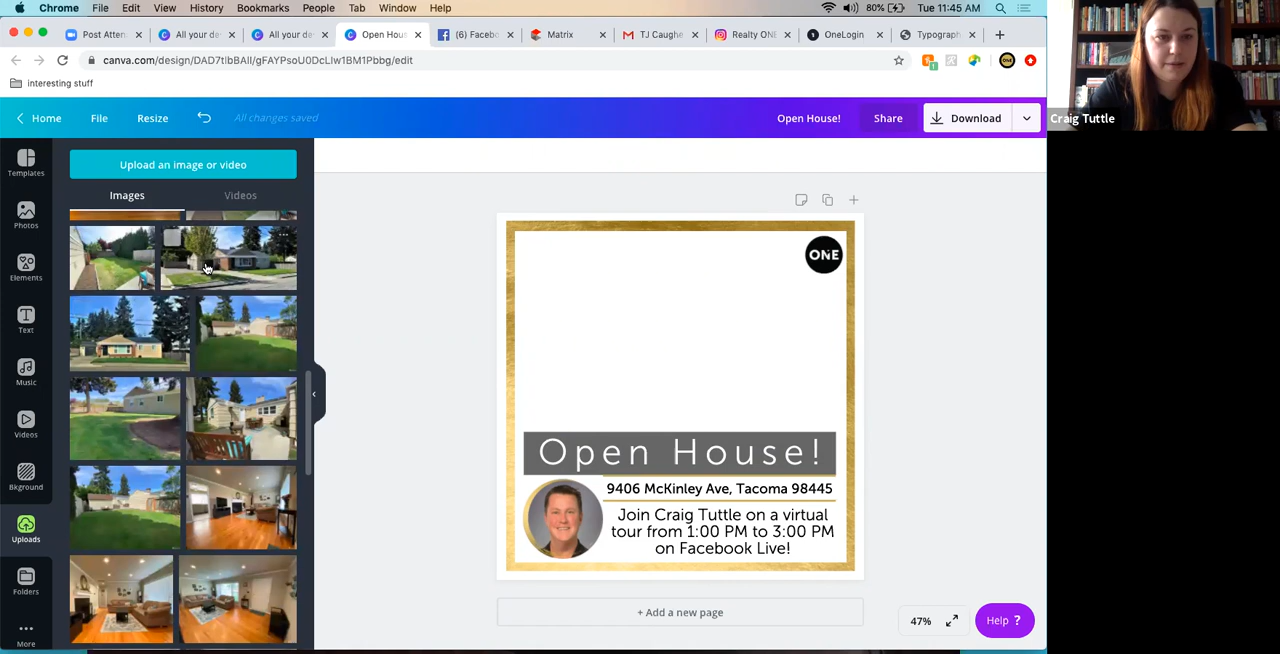 Chrome File Edit View History Bookmarks People Tab Window Help
80% Tue 11:45 AM
Post Atten
All your de
All your de
Open Hous
(6) Facebo
Matrix
TJ Caughe
Realty ONE
OneLogin
Typograph
canva.com/design/DAD7tlbBAlI/gFAYPsoU0DcLIw1BM1Pbbg/edit
interesting stuff
Home File Resize All changes saved Open House! Share Download
Craig Tuttle
Upload an image or video
Images Videos
Templates
Photos
Elements
Text
Music
Videos
Bkground
Uploads
Folders
More
ONE
Open House!
9406 McKinley Ave, Tacoma 98445
Join Craig Tuttle on a virtual
tour from 1:00 PM to 3:00 PM
on Facebook Live!
+ Add a new page
47%
Help ?